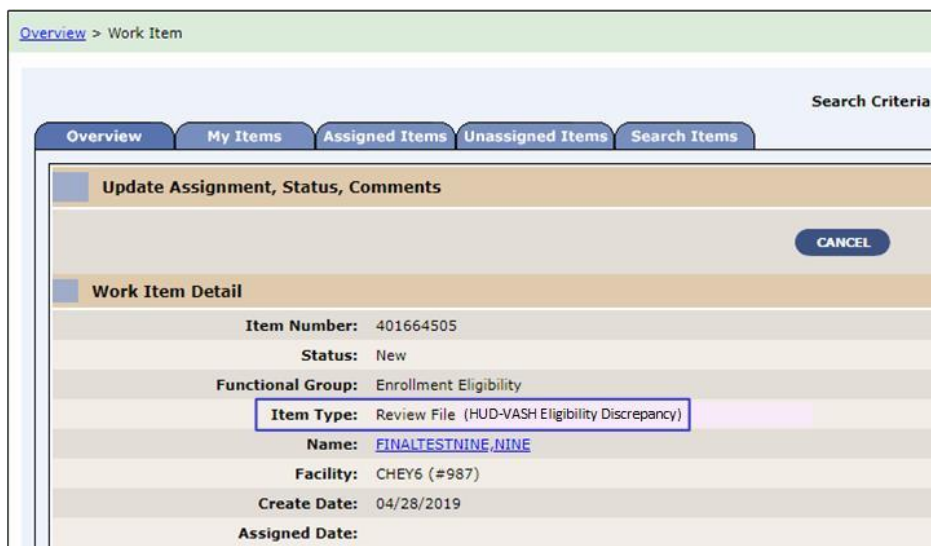 Overview > Work Item
Search Criteria
Overview My Items Assigned Items Unassigned Items Search Items
Update Assignment, Status, Comments
CANCEL
Work Item Detail
Item Number: 401664505
Status: New
Functional Group: Enrollment Eligibility
Item Type: Review File (HUD-VASH Eligibility Discrepancy)
Name: FINALTESTNINE,NINE
Facility: CHEY6 (#987)
Create Date: 04/28/2019
Assigned Date: